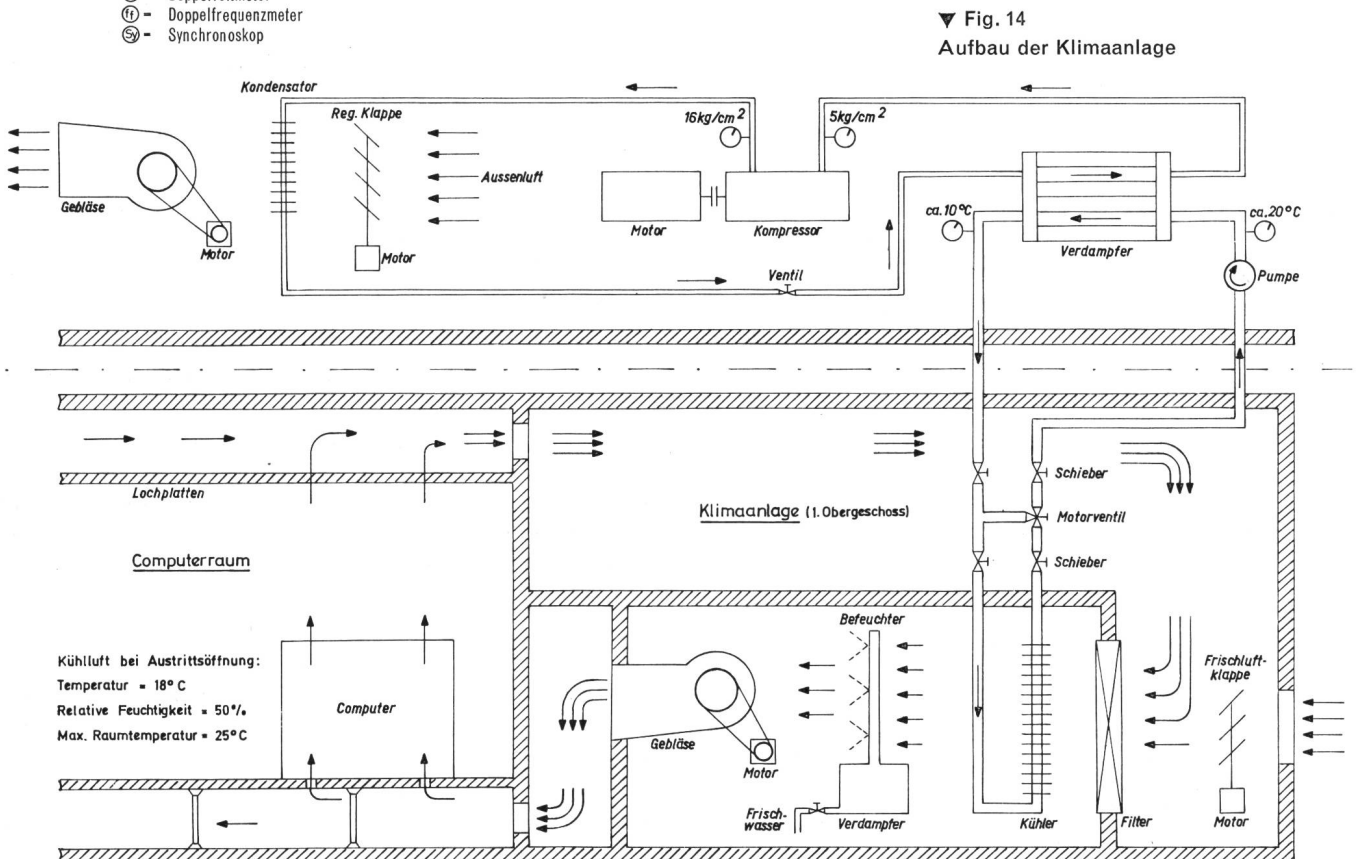 ff - Doppelfrequenzmeter
Sy - Synchronoskop
▼ Fig. 14
Aufbau der Klimaanlage
Kondensator
Reg. Klappe
16kg/cm²
5kg/cm²
Aussenluft
Gebläse
Motor
Motor
Motor
Kompressor
Ventil
ca. 10°C
ca. 20°C
Verdampfer
Pumpe
Lochplatten
Schieber
Klimaanlage (1. Obergeschoss)
Motorventil
Computerraum
Schieber
Befeuchter
Kühlluft bei Austrittsöffnung:
Temperatur = 18°C
Relative Feuchtigkeit = 50%
Max. Raumtemperatur = 25°C
Computer
Frischluft-
klappe
Gebläse
Motor
Frisch-
wasser
Verdampfer
Kühler
Filter
Motor